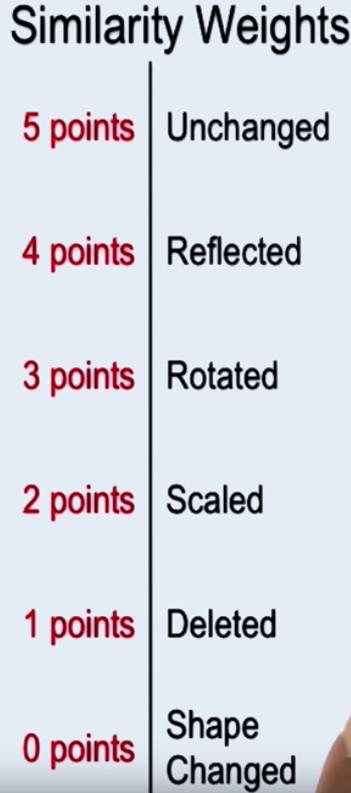 Similarity Weights
5 points Unchanged
4 points Reflected
3 points Rotated
2 points Scaled
1 points Deleted
0 points Shape
Changed